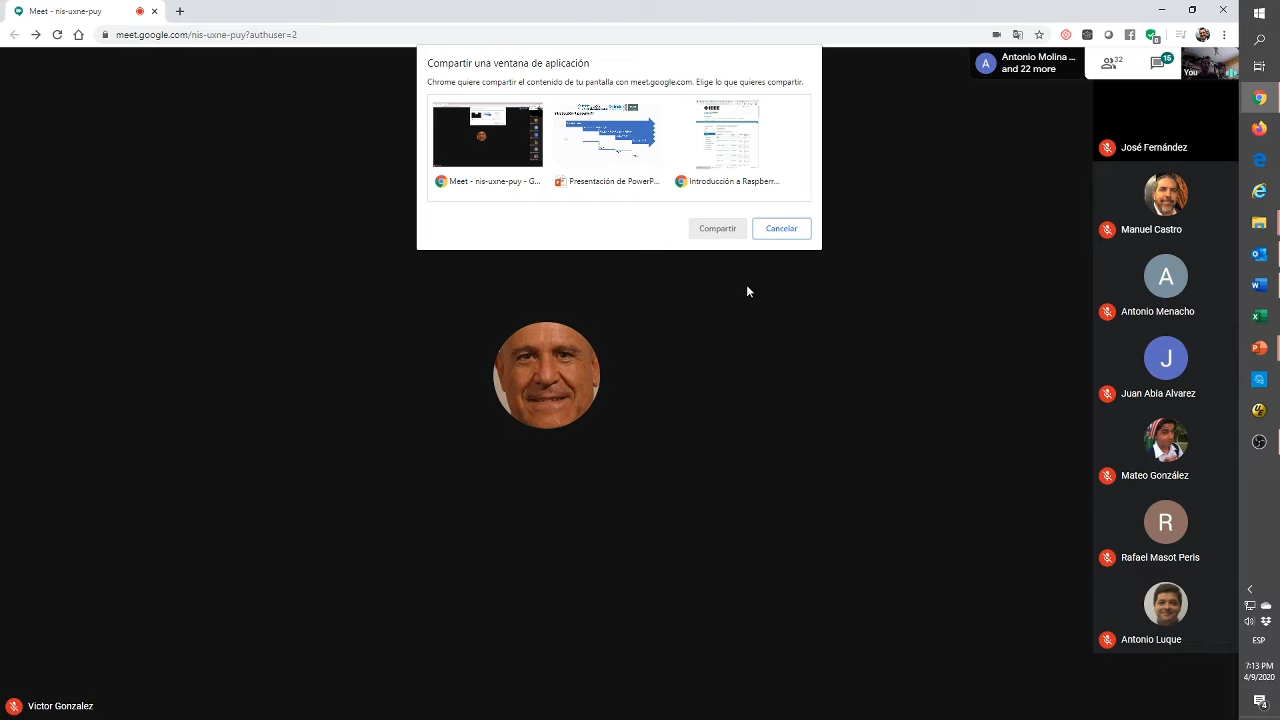 Meet - nis-uxne-puy
meet.google.com/nis-uxne-puy?authuser=2
Compartir una ventana de aplicación
Chrome quiere compartir el contenido de tu pantalla con meet.google.com. Elige lo que quieres compartir.
IEEE
Meet - nis-uxne-puy - G...
Presentación de PowerP...
Introducción a Raspberr...
Compartir
Cancelar
A
Antonio Molina ...
and 22 more
32
15
You
José Fernández
Manuel Castro
A
Antonio Menacho
J
Juan Abia Alvarez
Mateo González
R
Rafael Masot Peris
Antonio Luque
Victor Gonzalez
ESP
7:13 PM
4/9/2020